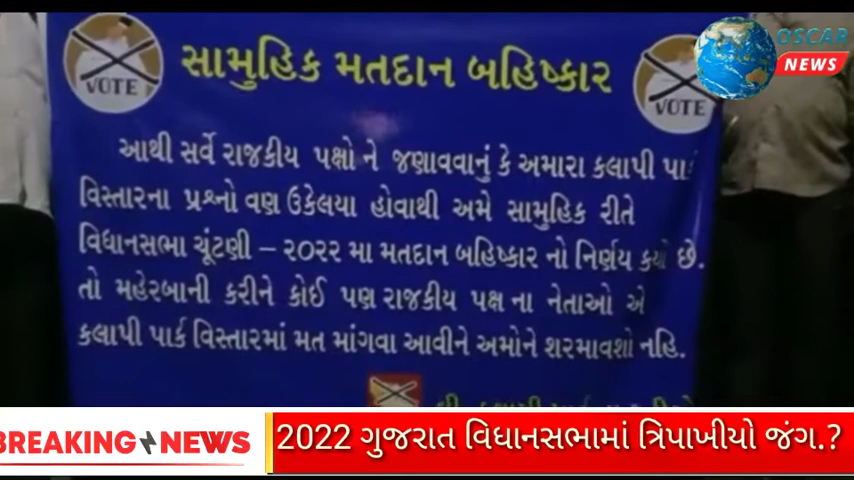 સામુહિક મતદાન બહિષ્કાર
VOTE
VOTE
OSCAR
NEWS
આથી સર્વે રાજકીય પક્ષો ને જણાવવાનું કે અમારા કલાપી પાર્ક
વિસ્તારના પ્રશ્નો વણ ઉકેલયા હોવાથી અમે સામુહિક રીતે
વિધાનસભા ચૂંટણી – ૨૦૨૨ મા મતદાન બહિષ્કાર નો નિર્ણય કર્યો છે.
તો મહેરબાની કરીને કોઈ પણ રાજકીય પક્ષ ના નેતાઓ એ
કલાપી પાર્ક વિસ્તારમાં મત માંગવા આવીને અમોને શરમાવશો નહિ.
BREAKING NEWS
2022 ગુજરાત વિધાનસભામાં ત્રિપાખીયો જંગ.?